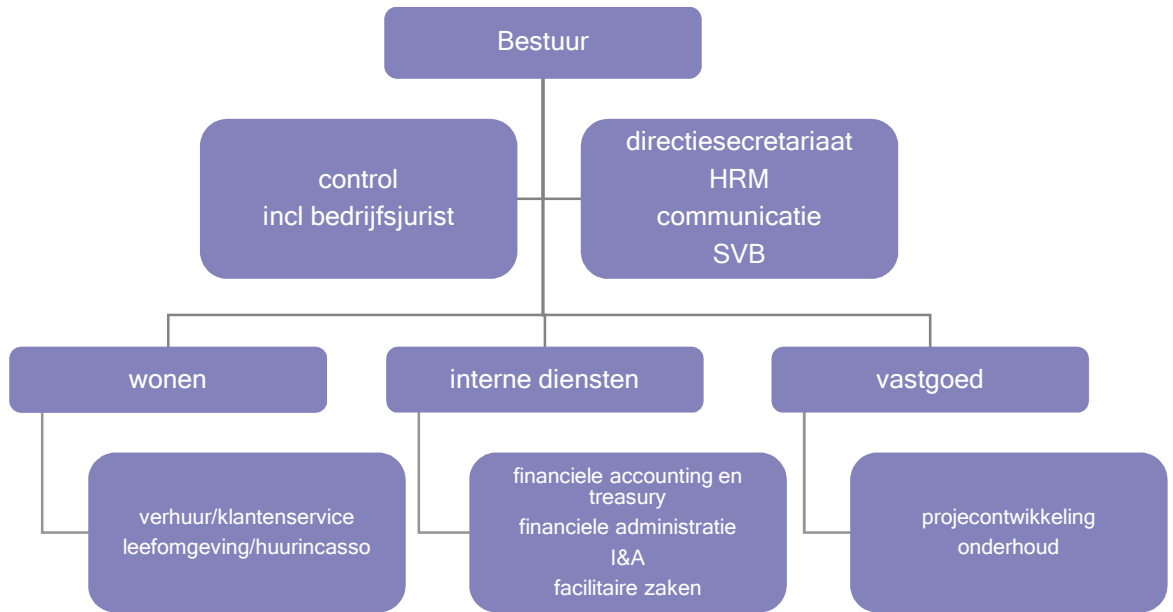 Bestuur
control
incl bedrijfsjurist
directiesecretariaat
HRM
communicatie
SVB
wonen
interne diensten
vastgoed
verhuur/klantenservice
leefomgeving/huurincasso
financiele accounting en
treasury
financiele administratie
I&A
facilitaire zaken
projecontwikkeling
onderhoud